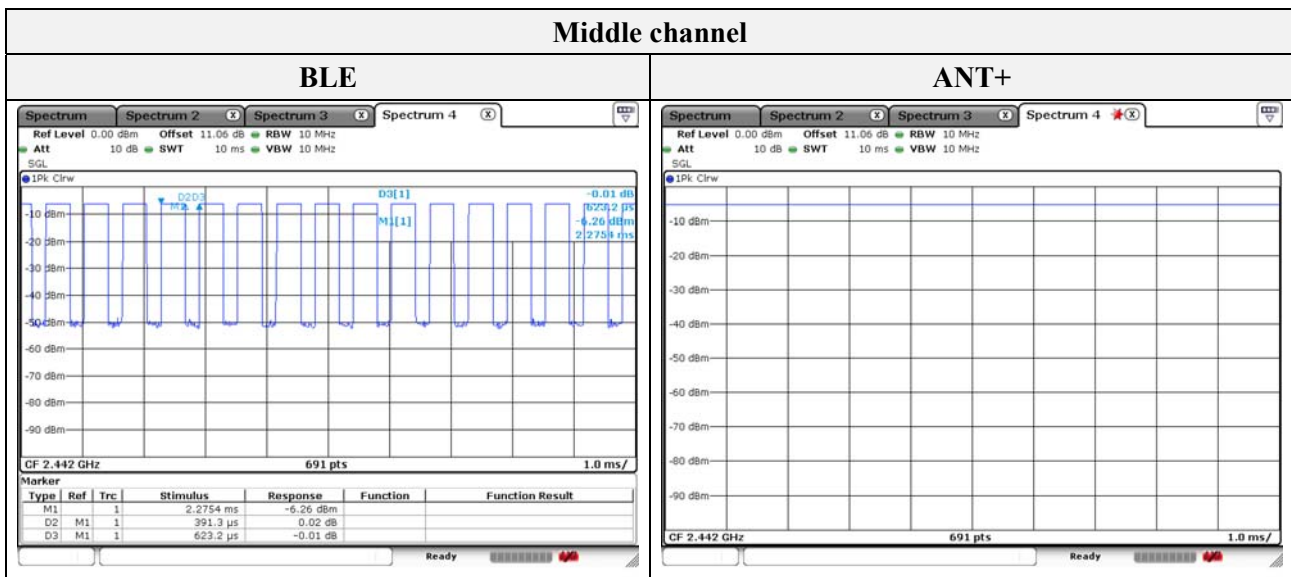 Middle channel
BLE
ANT+
Spectrum Spectrum 2 X Spectrum 3 X Spectrum 4 X
Ref Level 0.00 dBm Offset 11.06 dB RBW 10 MHz
Att 10 dB SWT 10 ms VBW 10 MHz
SGL
1Pk Clrw
D3[1] -0.01 dB
623.2 µs
M1[1] -6.26 dBm
2.2754 ms
D2D3
-10 dBm
-20 dBm
-30 dBm
-40 dBm
-50 dBm
-60 dBm
-70 dBm
-80 dBm
-90 dBm
CF 2.442 GHz 691 pts 1.0 ms/
Marker
Type Ref Trc Stimulus Response Function Function Result
M1 1 2.2754 ms -6.26 dBm
D2 M1 1 391.3 µs 0.02 dB
D3 M1 1 623.2 µs -0.01 dB
Ready
Spectrum Spectrum 2 X Spectrum 3 X Spectrum 4 X
Ref Level 0.00 dBm Offset 11.06 dB RBW 10 MHz
Att 10 dB SWT 10 ms VBW 10 MHz
SGL
1Pk Clrw
-10 dBm
-20 dBm
-30 dBm
-40 dBm
-50 dBm
-60 dBm
-70 dBm
-80 dBm
-90 dBm
CF 2.442 GHz 691 pts 1.0 ms/
Ready